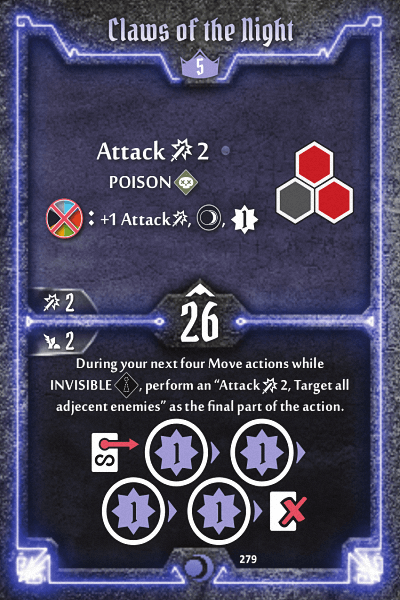 Claws of the Night
5
Attack 2
POISON
: +1 Attack, , 1
2
26
2
During your next four Move actions while
INVISIBLE , perform an “Attack 2, Target all
adjecent enemies” as the final part of the action.
S 1 1
1 1 X
279